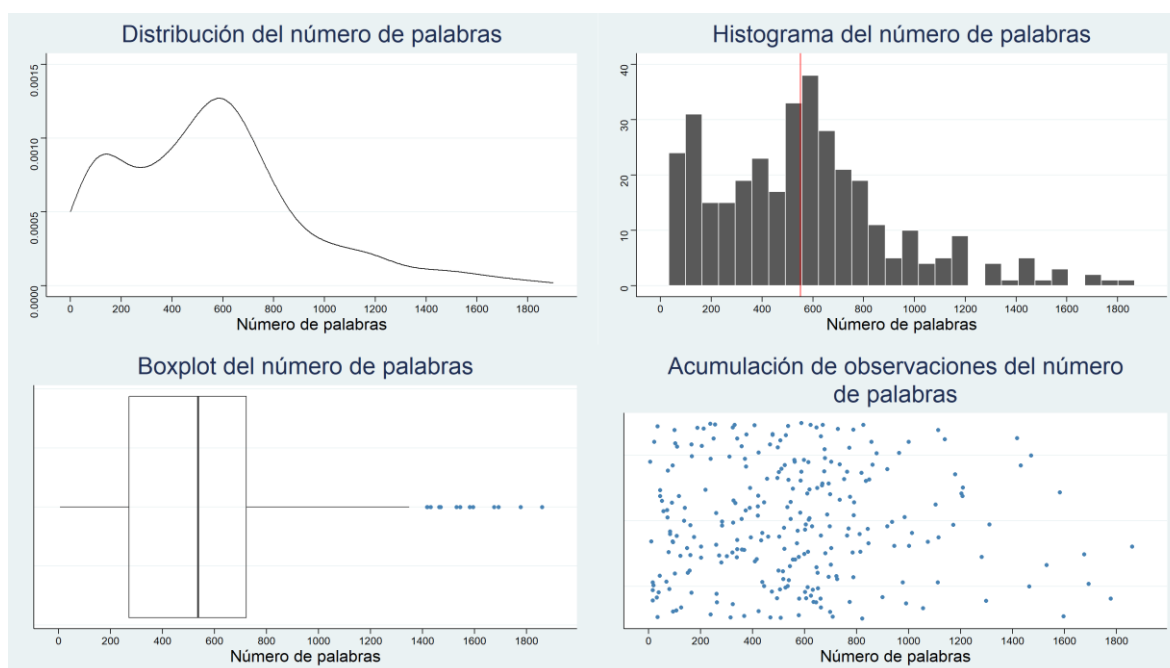 Distribución del número de palabras
0.0015
0.0010
0.0005
0.0000
0 200 400 600 800 1000 1200 1400 1600 1800
Número de palabras
Histograma del número de palabras
40
30
20
10
0
0 200 400 600 800 1000 1200 1400 1600 1800
Número de palabras
Boxplot del número de palabras
0 200 400 600 800 1000 1200 1400 1600 1800
Número de palabras
Acumulación de observaciones del número
de palabras
0 200 400 600 800 1000 1200 1400 1600 1800
Número de palabras